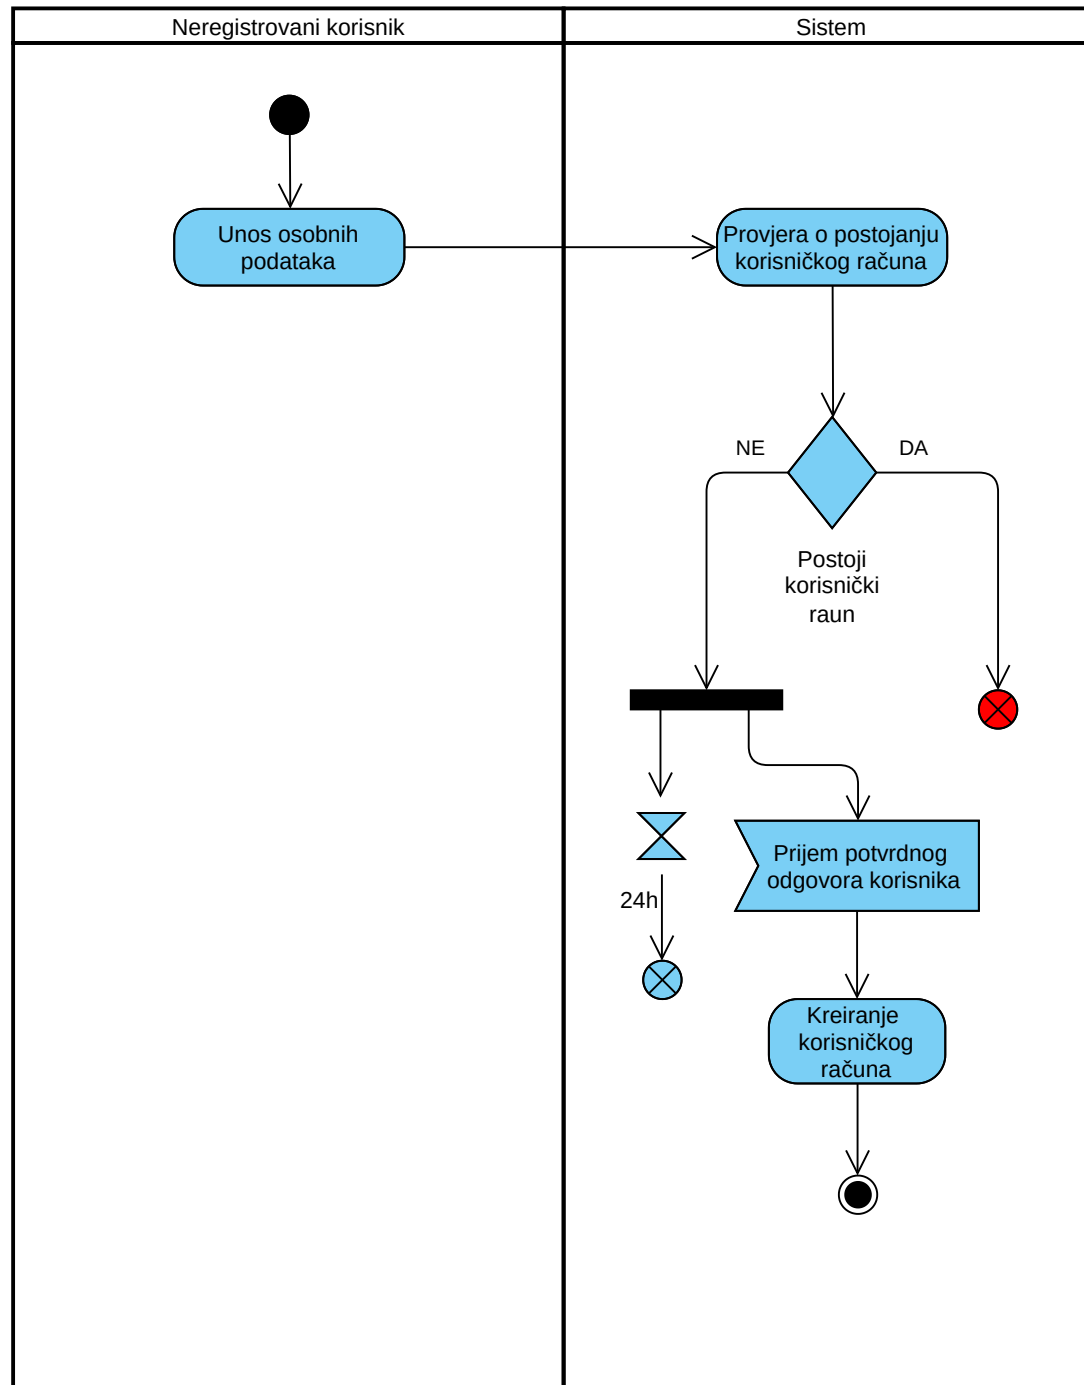 Neregistrovani korisnik
Sistem
Unos osobnih
podataka
Provjera o postojanju
korisničkog računa
NE
DA
Postoji
korisnički
raun
Prijem potvrdnog
odgovora korisnika
24h
Kreiranje
korisničkog
računa